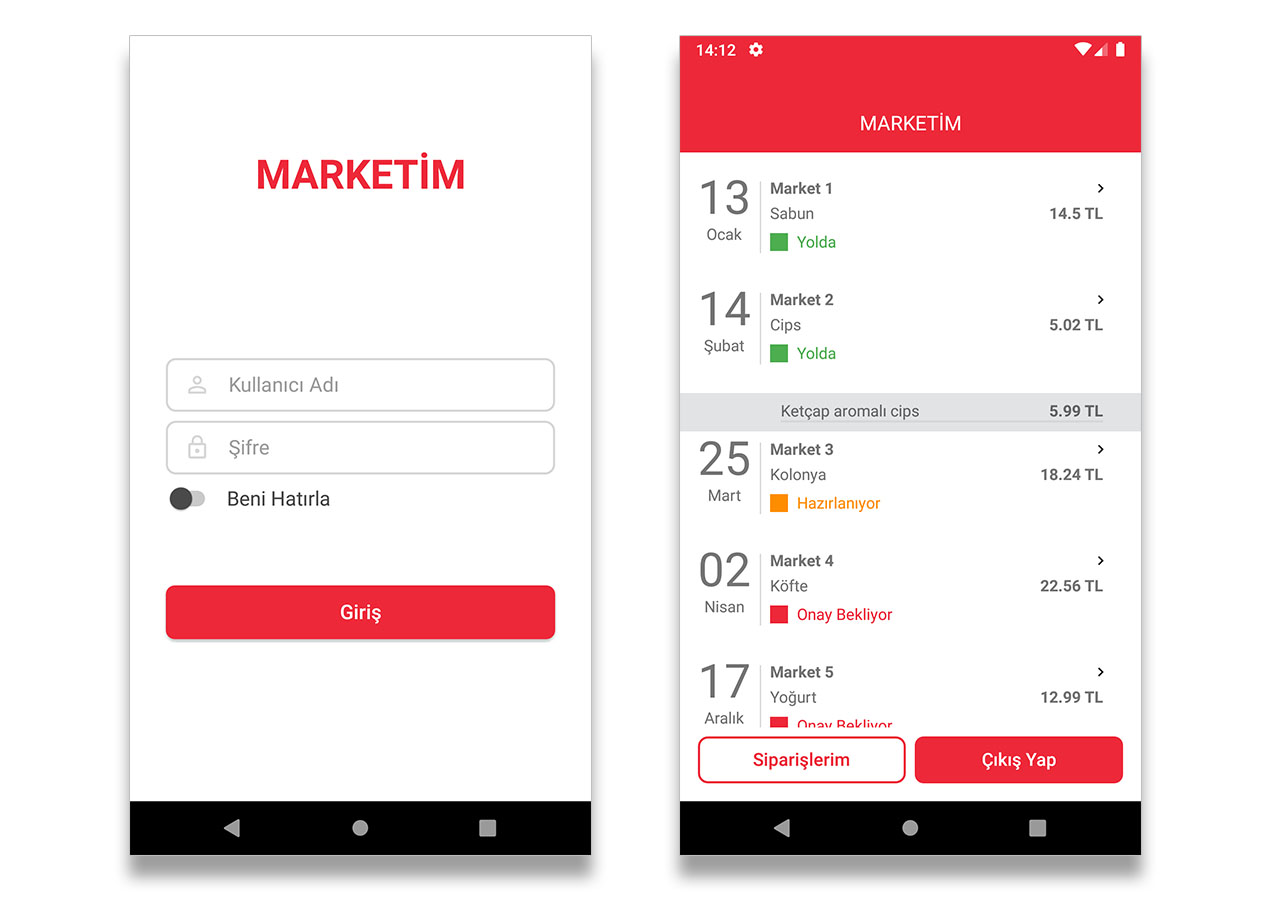 MARKETİM
Kullanıcı Adı
Şifre
Beni Hatırla
Giriş
14:12
MARKETİM
13 Market 1
Sabun 14.5 TL
Ocak
Yolda
14 Market 2
Cips 5.02 TL
Şubat
Yolda
Ketçap aromalı cips 5.99 TL
25 Market 3
Kolonya 18.24 TL
Mart
Hazırlanıyor
02 Market 4
Köfte 22.56 TL
Nisan
Onay Bekliyor
17 Market 5
Yoğurt 12.99 TL
Aralık
Onay Bekliyor
Siparişlerim Çıkış Yap